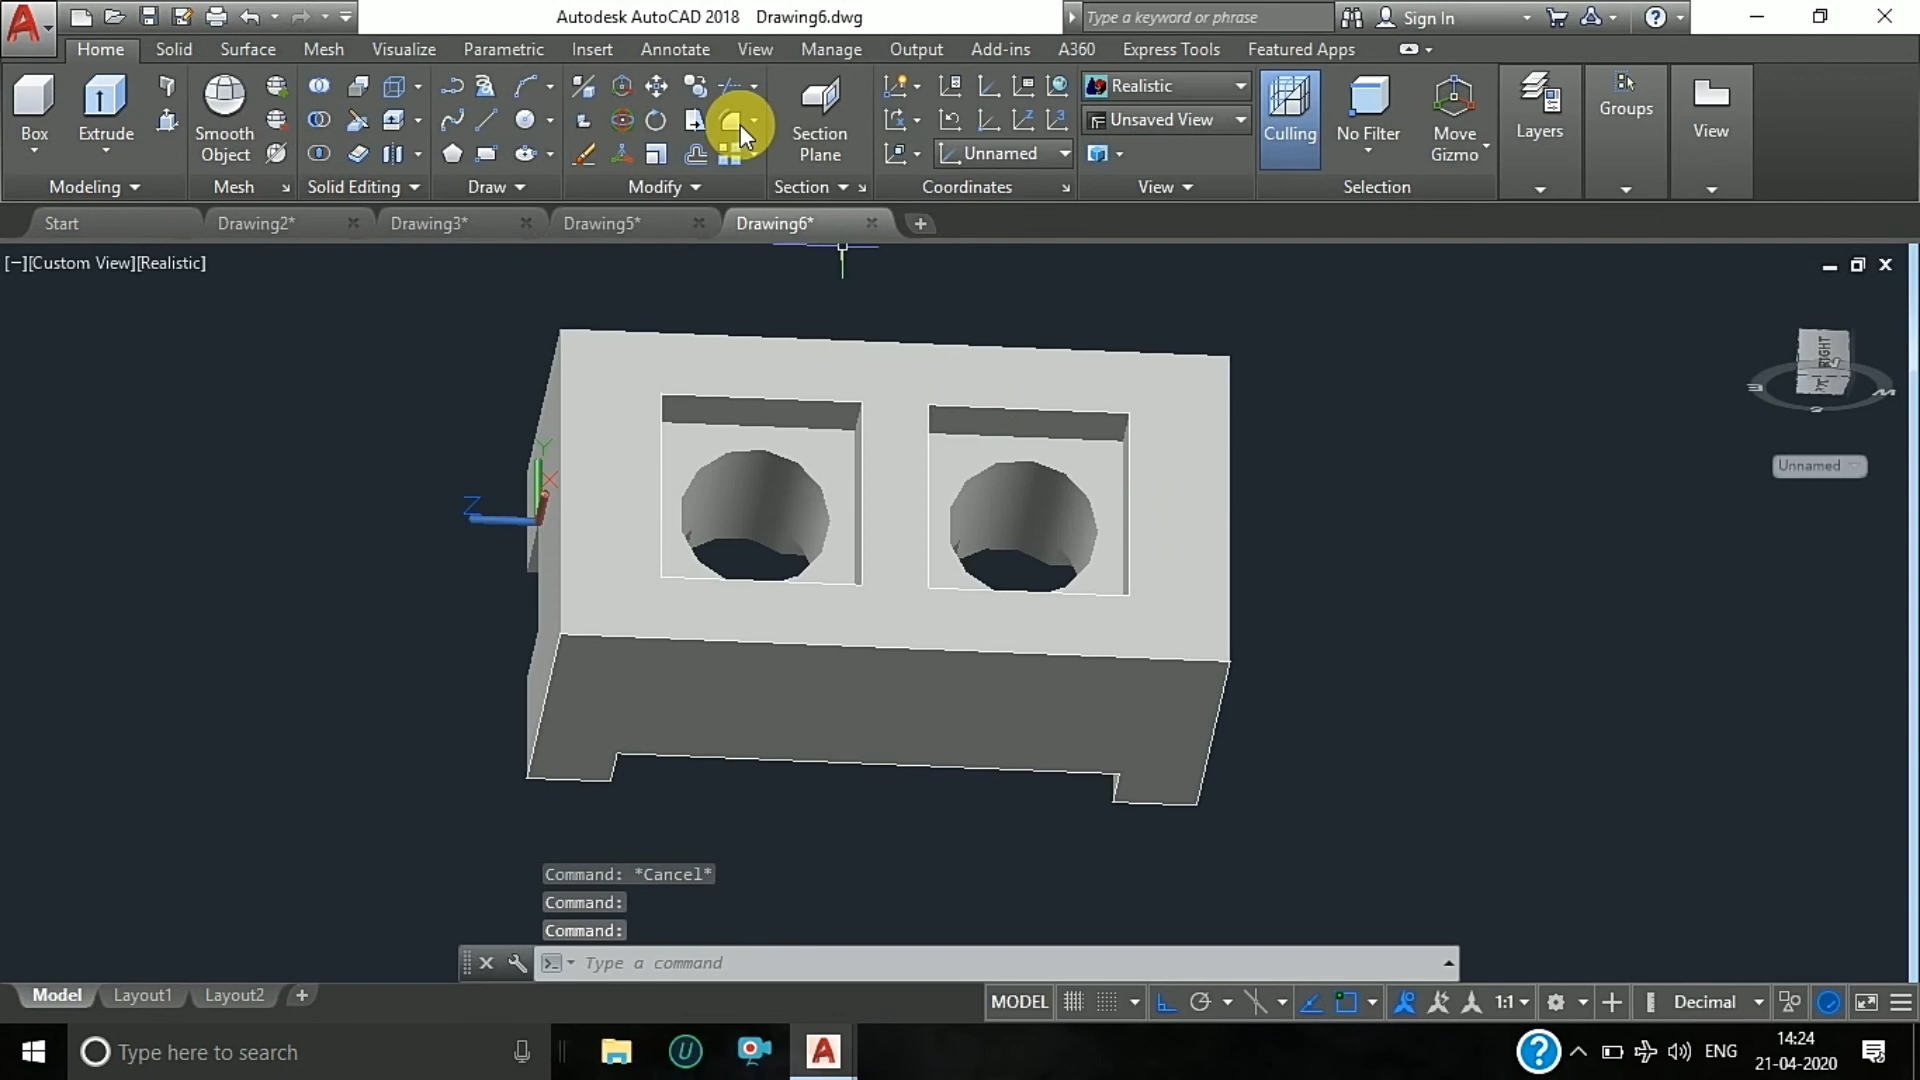 Autodesk AutoCAD 2018 Drawing6.dwg
Type a keyword or phrase
Sign In
Home Solid Surface Mesh Visualize Parametric Insert Annotate View Manage Output Add-ins A360 Express Tools Featured Apps
Box
Extrude
Smooth Object
Section Plane
Realistic
Unsaved View
Unnamed
Culling
No Filter
Move Gizmo
Layers
Groups
View
Modeling
Mesh
Solid Editing
Draw
Modify
Section
Coordinates
View
Selection
Start
Drawing2*
Drawing3*
Drawing5*
Drawing6*
[−][Custom View][Realistic]
RIGHT
Unnamed
Y
X
Z
Command: *Cancel*
Command:
Command:
Type a command
Model
Layout1
Layout2
MODEL
1:1
Decimal
Type here to search
ENG
14:24
21-04-2020